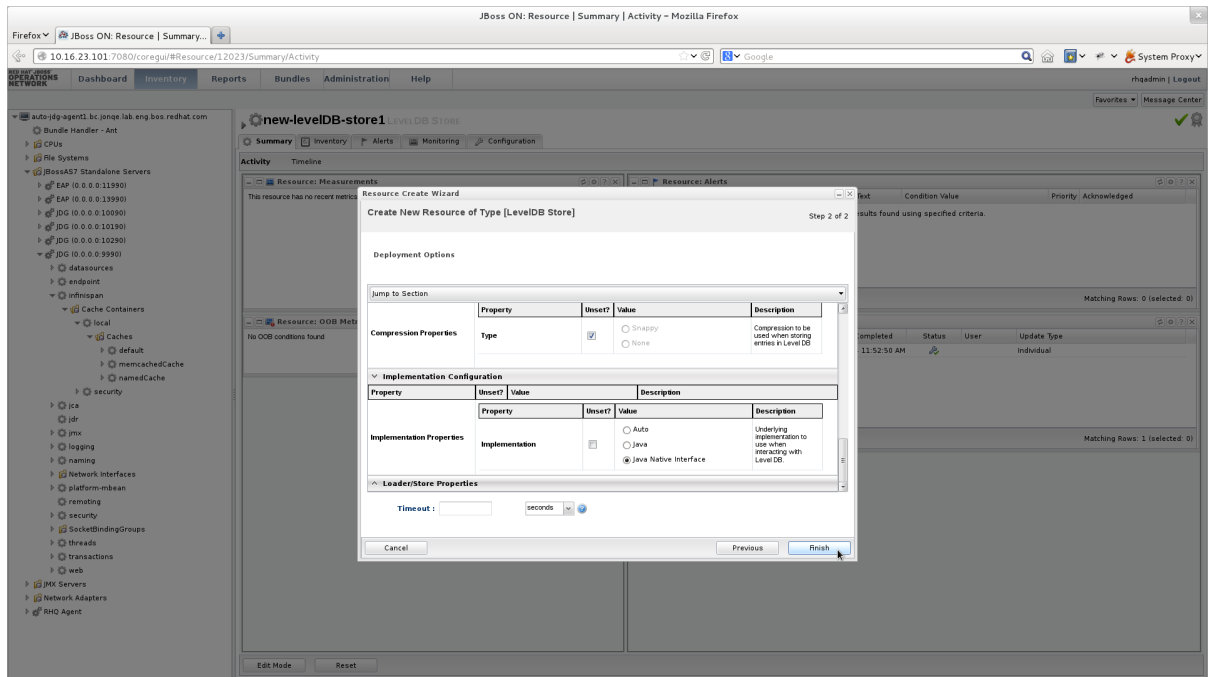 JBoss ON: Resource | Summary | Activity - Mozilla Firefox
Firefox
JBoss ON: Resource | Summary...
10.16.23.101:7080/coregui/#Resource/12023/Summary/Activity
Google
System Proxy
RED HAT JBOSS
OPERATIONS
NETWORK
Dashboard Inventory Reports Bundles Administration Help
rhqadmin | Logout
Favorites Message Center
auto-jdg-agent1.bc.jonqe.lab.eng.bos.redhat.com
Bundle Handler - Ant
CPUs
File Systems
JBossAS7 Standalone Servers
EAP (0.0.0.0:11990)
EAP (0.0.0.0:13990)
JDG (0.0.0.0:10090)
JDG (0.0.0.0:10190)
JDG (0.0.0.0:10290)
JDG (0.0.0.0:9990)
datasources
endpoint
infinispan
Cache Containers
local
Caches
default
memcachedCache
namedCache
security
jca
jdr
jmx
logging
naming
Network Interfaces
platform-mbean
remoting
security
SocketBindingGroups
threads
transactions
web
JMX Servers
Network Adapters
RHQ Agent
new-levelDB-store1 LEVELDB STORE
Summary Inventory Alerts Monitoring Configuration
Activity Timeline
Resource: Measurements
This resource has no recent metrics
Resource: OOB Metr
No OOB conditions found
Resource: Alerts
Text Condition Value Priority Acknowledged
esults found using specified criteria.
Matching Rows: 0 (selected: 0)
Completed Status User Update Type
11:52:50 AM Individual
Matching Rows: 1 (selected: 0)
Resource Create Wizard
Create New Resource of Type [LevelDB Store]
Step 2 of 2
Deployment Options
Jump to Section
Property Unset? Value Description
Compression Properties
Type
Snappy
None
Compression to be
used when storing
entries in Level DB
Implementation Configuration
Property Unset? Value Description
Property Unset? Value Description
Implementation Properties
Implementation
Auto
Java
Java Native Interface
Underlying
implementation to
use when
interacting with
Level DB.
Loader/Store Properties
Timeout :
seconds
Cancel Previous Finish
Edit Mode Reset